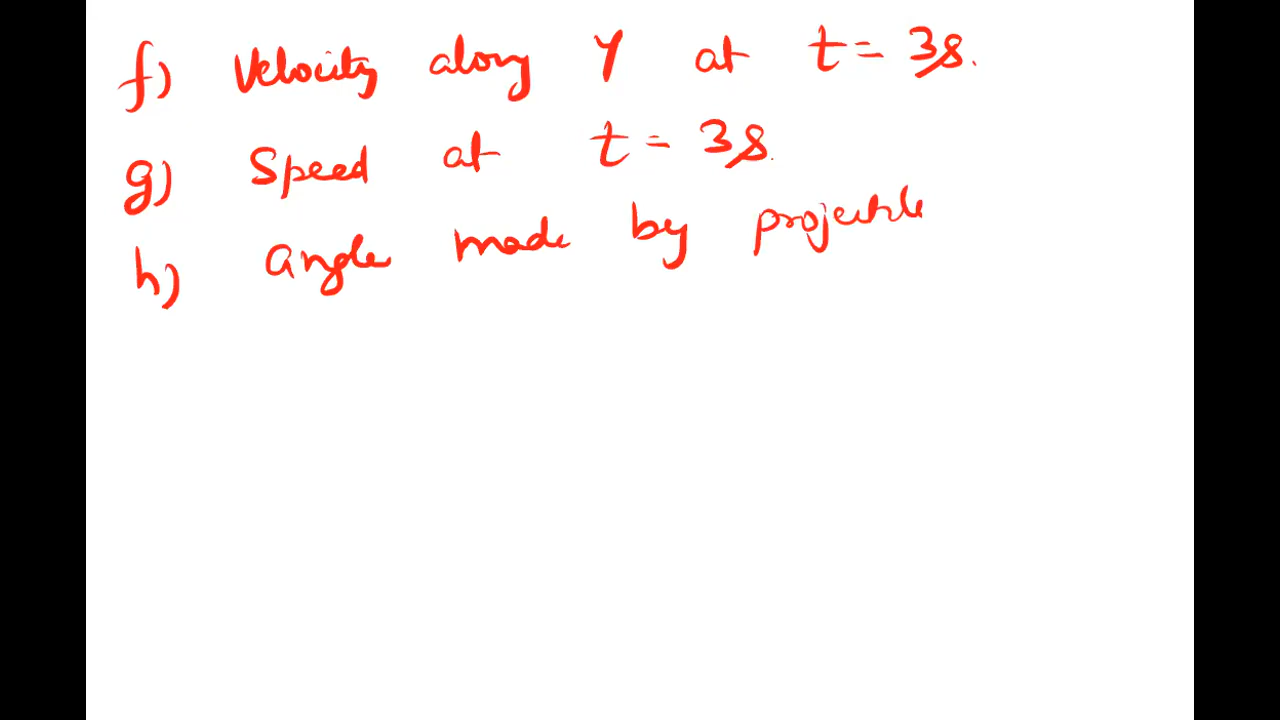 f) Velocity along Y at t = 3s.
g) Speed at t = 3s.
h) Angle made by projectile